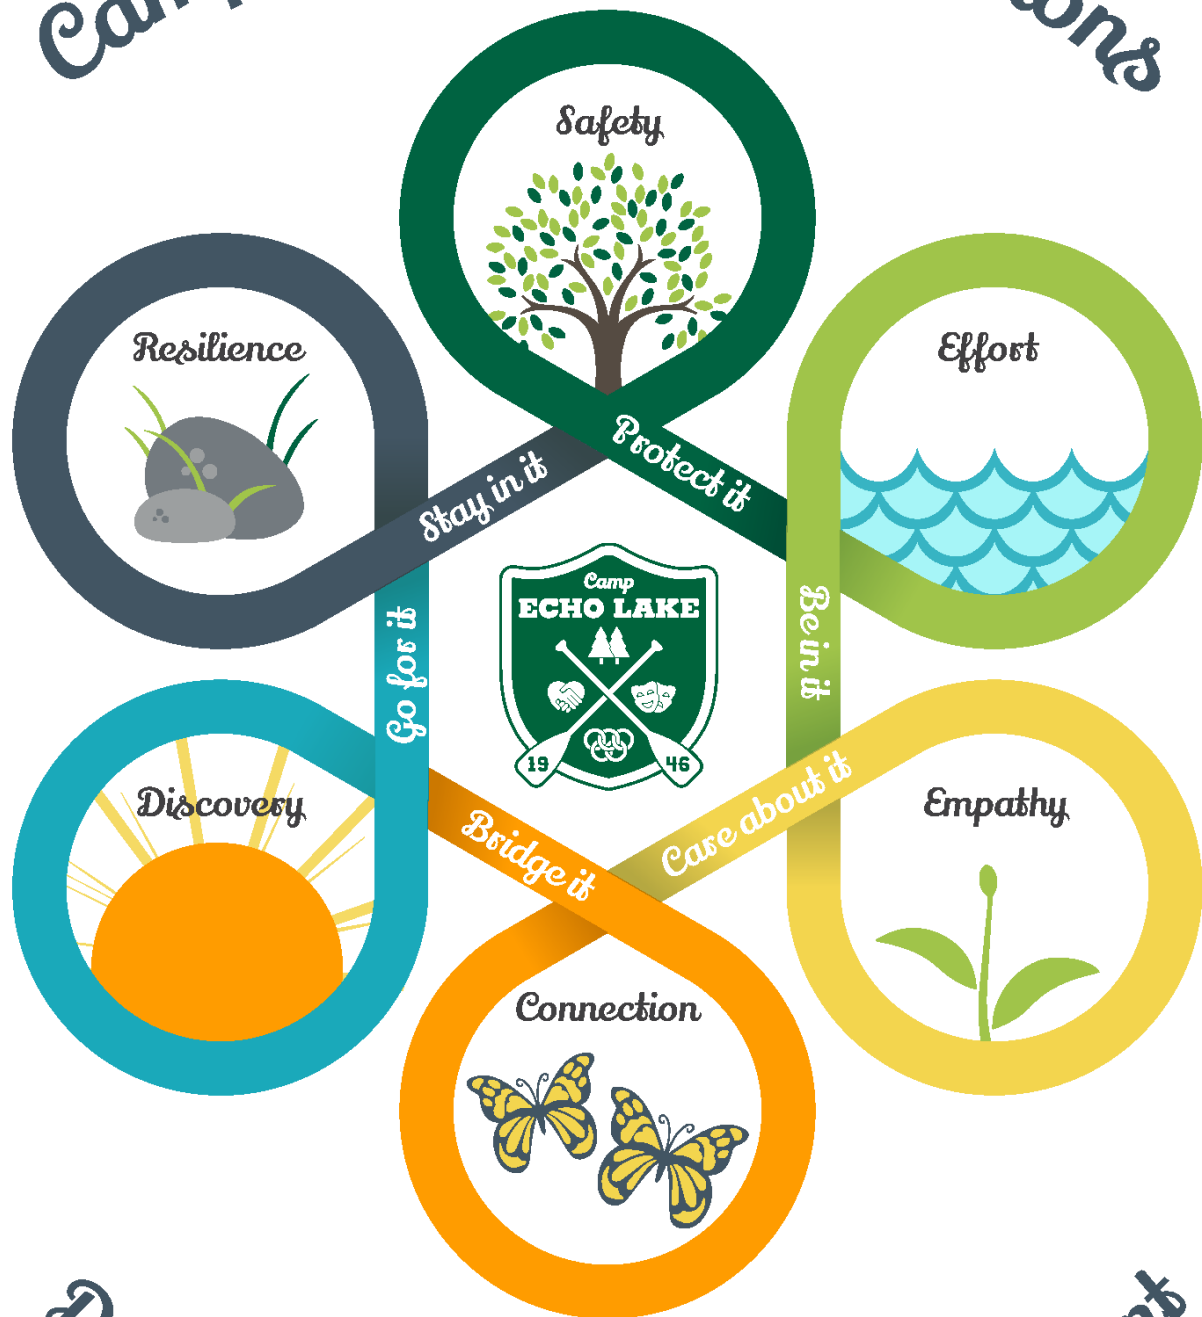 Safety
Resilience
Effort
Protect it
Stay in it
Camp
ECHO LAKE
19 46
Be in it
Go for it
Discovery
Empathy
Care about it
Bridge it
Connection